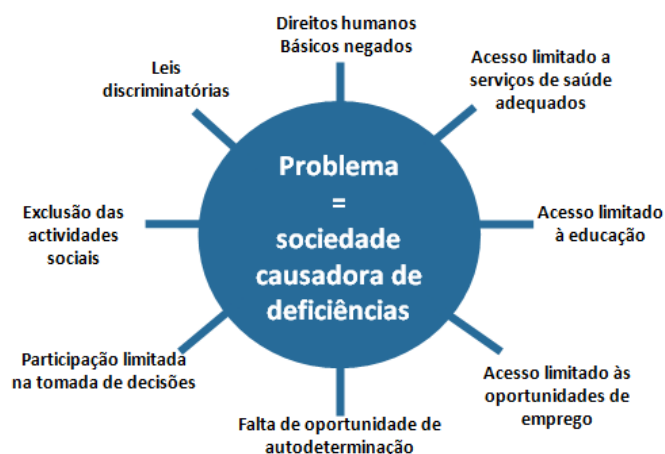 Direitos humanos
Básicos negados
Acesso limitado a
serviços de saúde
adequados
Acesso limitado
à educação
Acesso limitado às
oportunidades de
emprego
Falta de oportunidade de
autodeterminação
Participação limitada
na tomada de decisões
Exclusão das
actividades
sociais
Leis
discriminatórias
Problema
=
sociedade
causadora de
deficiências